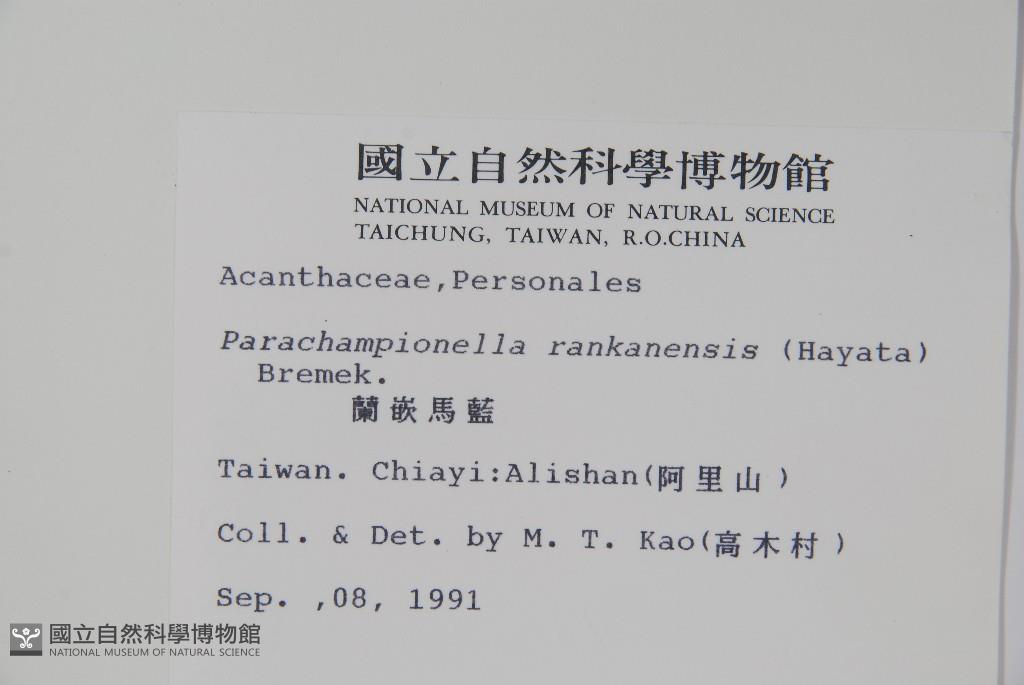 國立自然科學博物館
NATIONAL MUSEUM OF NATURAL SCIENCE
TAICHUNG, TAIWAN, R.O.CHINA
Acanthaceae,Personales
Parachampionella rankanensis (Hayata)
Bremek.
蘭嵌馬藍
Taiwan. Chiayi:Alishan(阿里山)
Coll. & Det. by M. T. Kao(高木村)
Sep. ,08, 1991
國立自然科學博物館
NATIONAL MUSEUM OF NATURAL SCIENCE